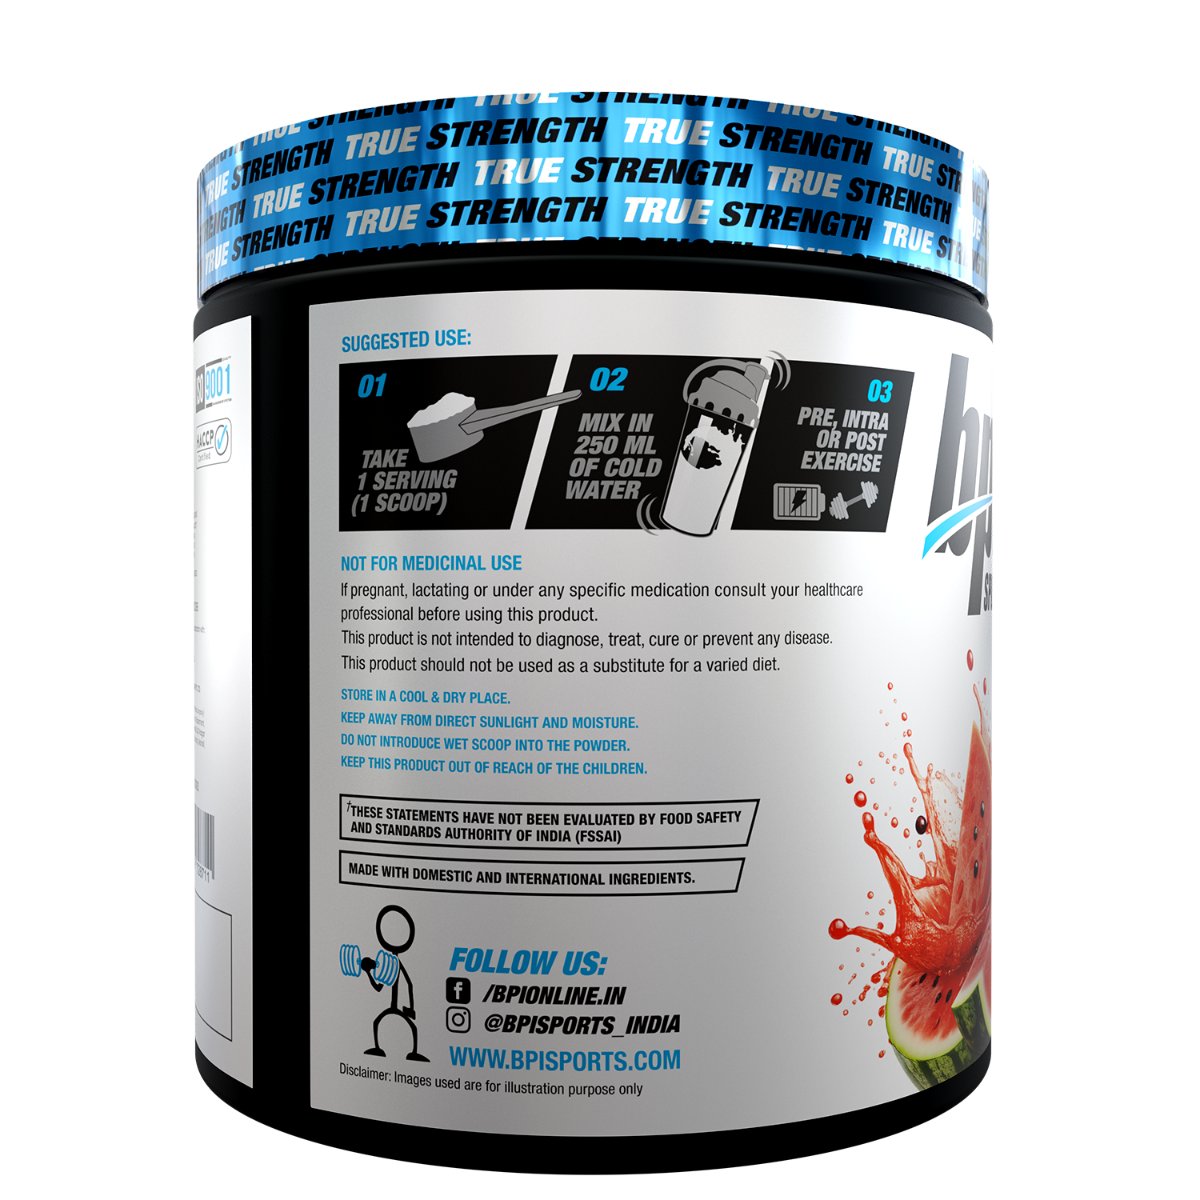 TRUE STRENGTH TRUE
STRENGTH TRUE STRENGTH TRUE STRENGTH TRUE
STRENGTH TRUE STRENGTH TRUE STRENGTH TRUE STRENGTH
TRUE STRENGTH TRUE STRENGTH TRUE STRENGTH TRUE
9001
HACCP
Certified
SUGGESTED USE:
01
TAKE
1 SERVING
(1 SCOOP)
02
MIX IN
250 ML
OF COLD
WATER
03
PRE, INTRA
OR POST
EXERCISE
bp
NOT FOR MEDICINAL USE
If pregnant, lactating or under any specific medication consult your healthcare
professional before using this product.
This product is not intended to diagnose, treat, cure or prevent any disease.
This product should not be used as a substitute for a varied diet.
STORE IN A COOL & DRY PLACE.
KEEP AWAY FROM DIRECT SUNLIGHT AND MOISTURE.
DO NOT INTRODUCE WET SCOOP INTO THE POWDER.
KEEP THIS PRODUCT OUT OF REACH OF THE CHILDREN.
†THESE STATEMENTS HAVE NOT BEEN EVALUATED BY FOOD SAFETY
AND STANDARDS AUTHORITY OF INDIA (FSSAI)
MADE WITH DOMESTIC AND INTERNATIONAL INGREDIENTS.
FOLLOW US:
/BPIONLINE.IN
@BPISPORTS_INDIA
WWW.BPISPORTS.COM
Disclaimer: Images used are for illustration purpose only